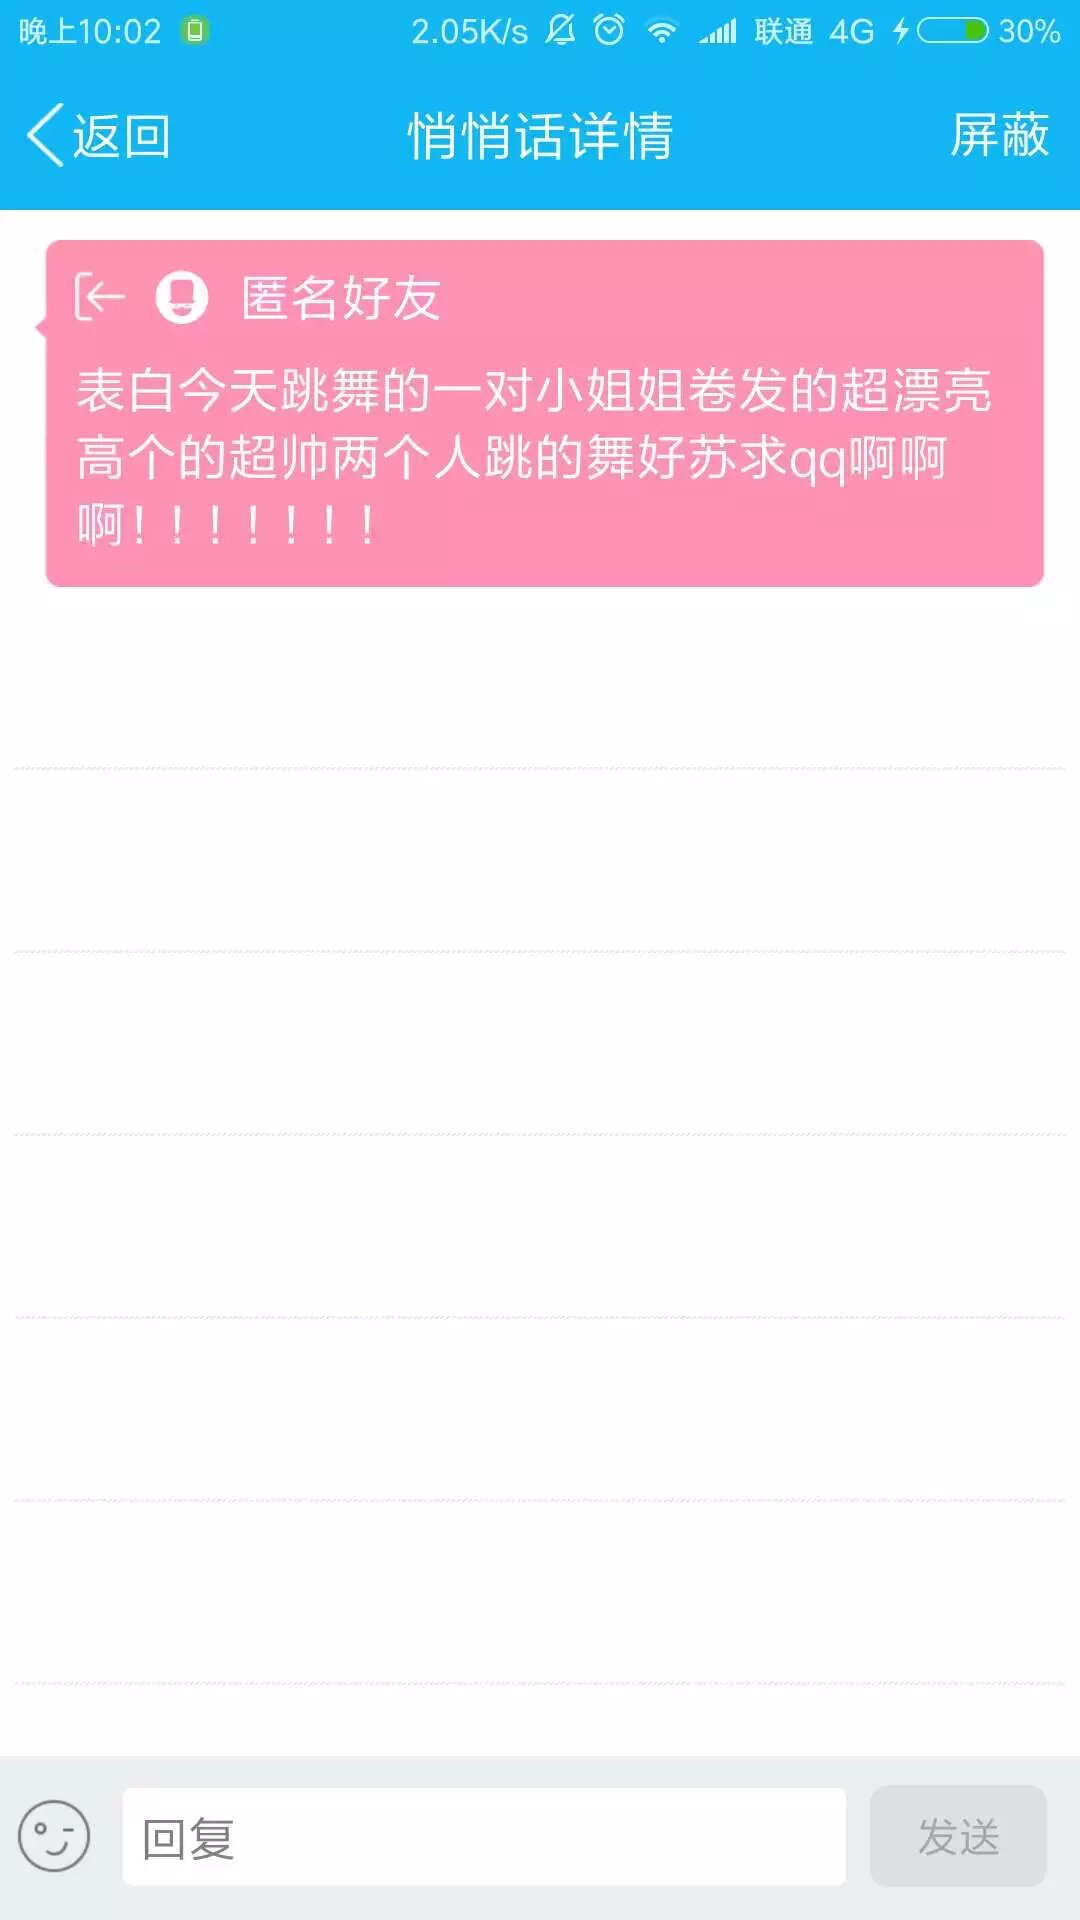 晚上10:02 2.05K/s 联通 4G 30%
返回 悄悄话详情 屏蔽
匿名好友
表白今天跳舞的一对小姐姐卷发的超漂亮
高个的超帅两个人跳的舞好苏求qq啊啊
啊！！！！！！！
回复 发送